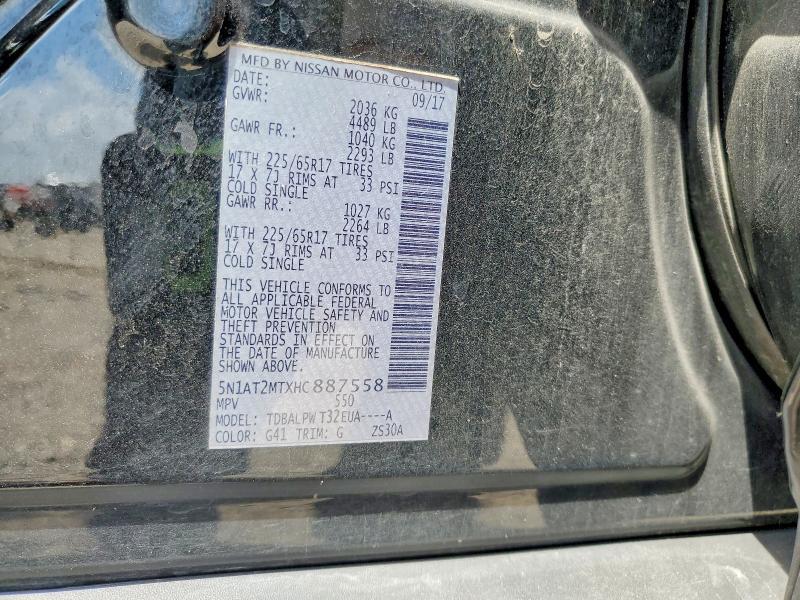 MFD BY NISSAN MOTOR CO., LTD.
DATE: 09/17
GVWR: 2036 KG
4489 LB
GAWR FR.: 1040 KG
2293 LB
WITH 225/65R17 TIRES
17 X 7J RIMS AT 33 PSI
COLD SINGLE
GAWR RR.: 1027 KG
2264 LB
WITH 225/65R17 TIRES
17 X 7J RIMS AT 33 PSI
COLD SINGLE
THIS VEHICLE CONFORMS TO
ALL APPLICABLE FEDERAL
MOTOR VEHICLE SAFETY AND
THEFT PREVENTION
STANDARDS IN EFFECT ON
THE DATE OF MANUFACTURE
SHOWN ABOVE.
5N1AT2MTXHC887558
MPV 550
MODEL: TDBALPW T32EUA----A
COLOR: G41 TRIM: G ZS30A